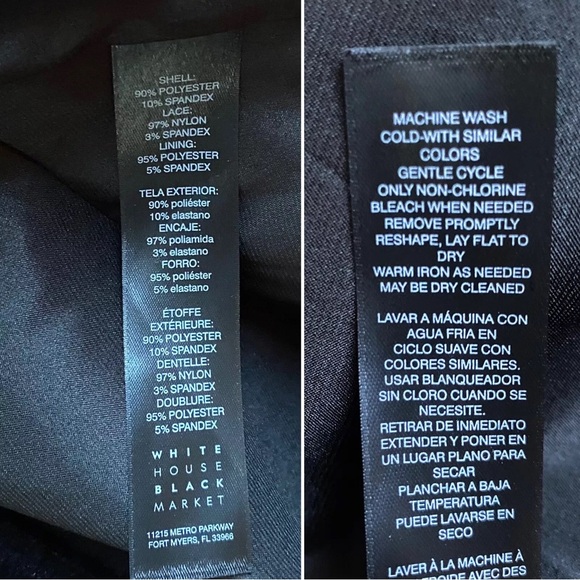 SHELL:
90% POLYESTER
10% SPANDEX
LACE:
97% NYLON
3% SPANDEX
LINING:
95% POLYESTER
5% SPANDEX
TELA EXTERIOR:
90% poliéster
10% elastano
ENCAJE:
97% poliamida
3% elastano
FORRO:
95% poliéster
5% elastano
ÉTOFFE
EXTÉRIEURE:
90% POLYESTER
10% SPANDEX
DENTELLE:
97% NYLON
3% SPANDEX
DOUBLURE:
95% POLYESTER
5% SPANDEX
WHITE
HOUSE
BLACK
MARKET
11215 METRO PARKWAY
FORT MYERS, FL 33966
MACHINE WASH
COLD-WITH SIMILAR
COLORS
GENTLE CYCLE
ONLY NON-CHLORINE
BLEACH WHEN NEEDED
REMOVE PROMPTLY
RESHAPE, LAY FLAT TO
DRY
WARM IRON AS NEEDED
MAY BE DRY CLEANED
LAVAR A MÁQUINA CON
AGUA FRIA EN
CICLO SUAVE CON
COLORES SIMILARES.
USAR BLANQUEADOR
SIN CLORO CUANDO SE
NECESITE.
RETIRAR DE INMEDIATO
EXTENDER Y PONER EN
UN LUGAR PLANO PARA
SECAR
PLANCHAR A BAJA
TEMPERATURA
PUEDE LAVARSE EN
SECO
LAVER À LA MACHINE À
FROIDE AVEC DES